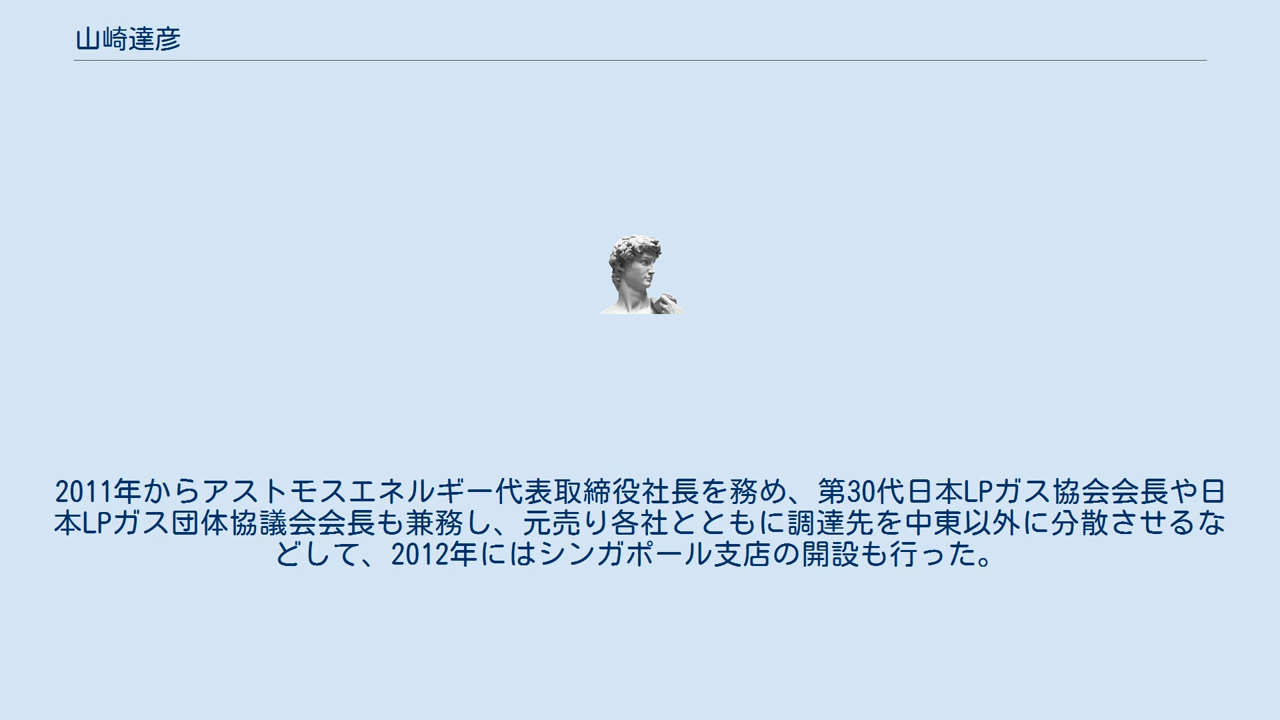 山崎達彦
2011年からアストモスエネルギー代表取締役社長を務め、第30代日本LPガス協会会長や日
本LPガス団体協議会会長も兼務し、元売り各社とともに調達先を中東以外に分散させるな
どして、2012年にはシンガポール支店の開設も行った。